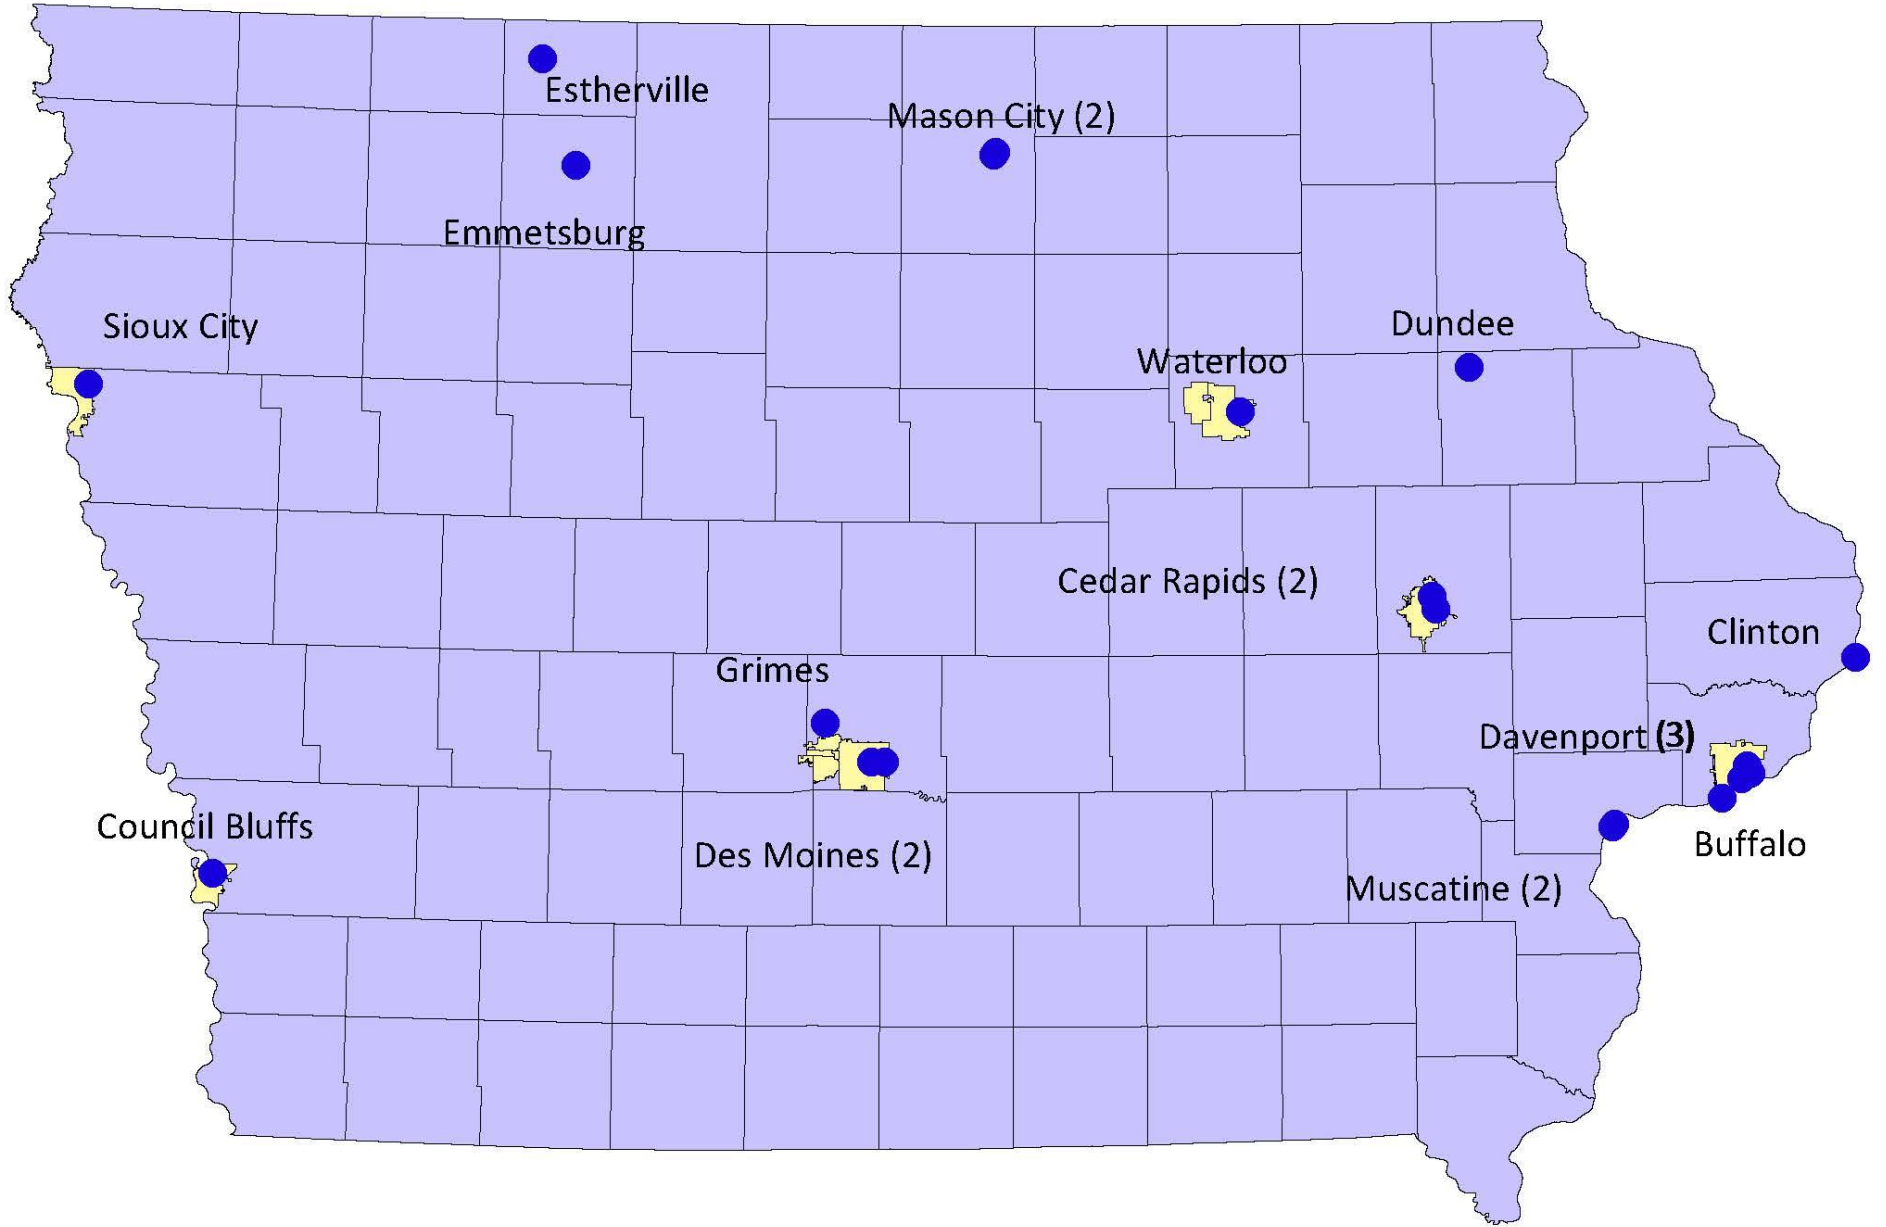 Estherville
Mason City (2)
Emmetsburg
Sioux City
Dundee
Waterloo
Cedar Rapids (2)
Clinton
Grimes
Davenport (3)
Council Bluffs
Buffalo
Des Moines (2)
Muscatine (2)